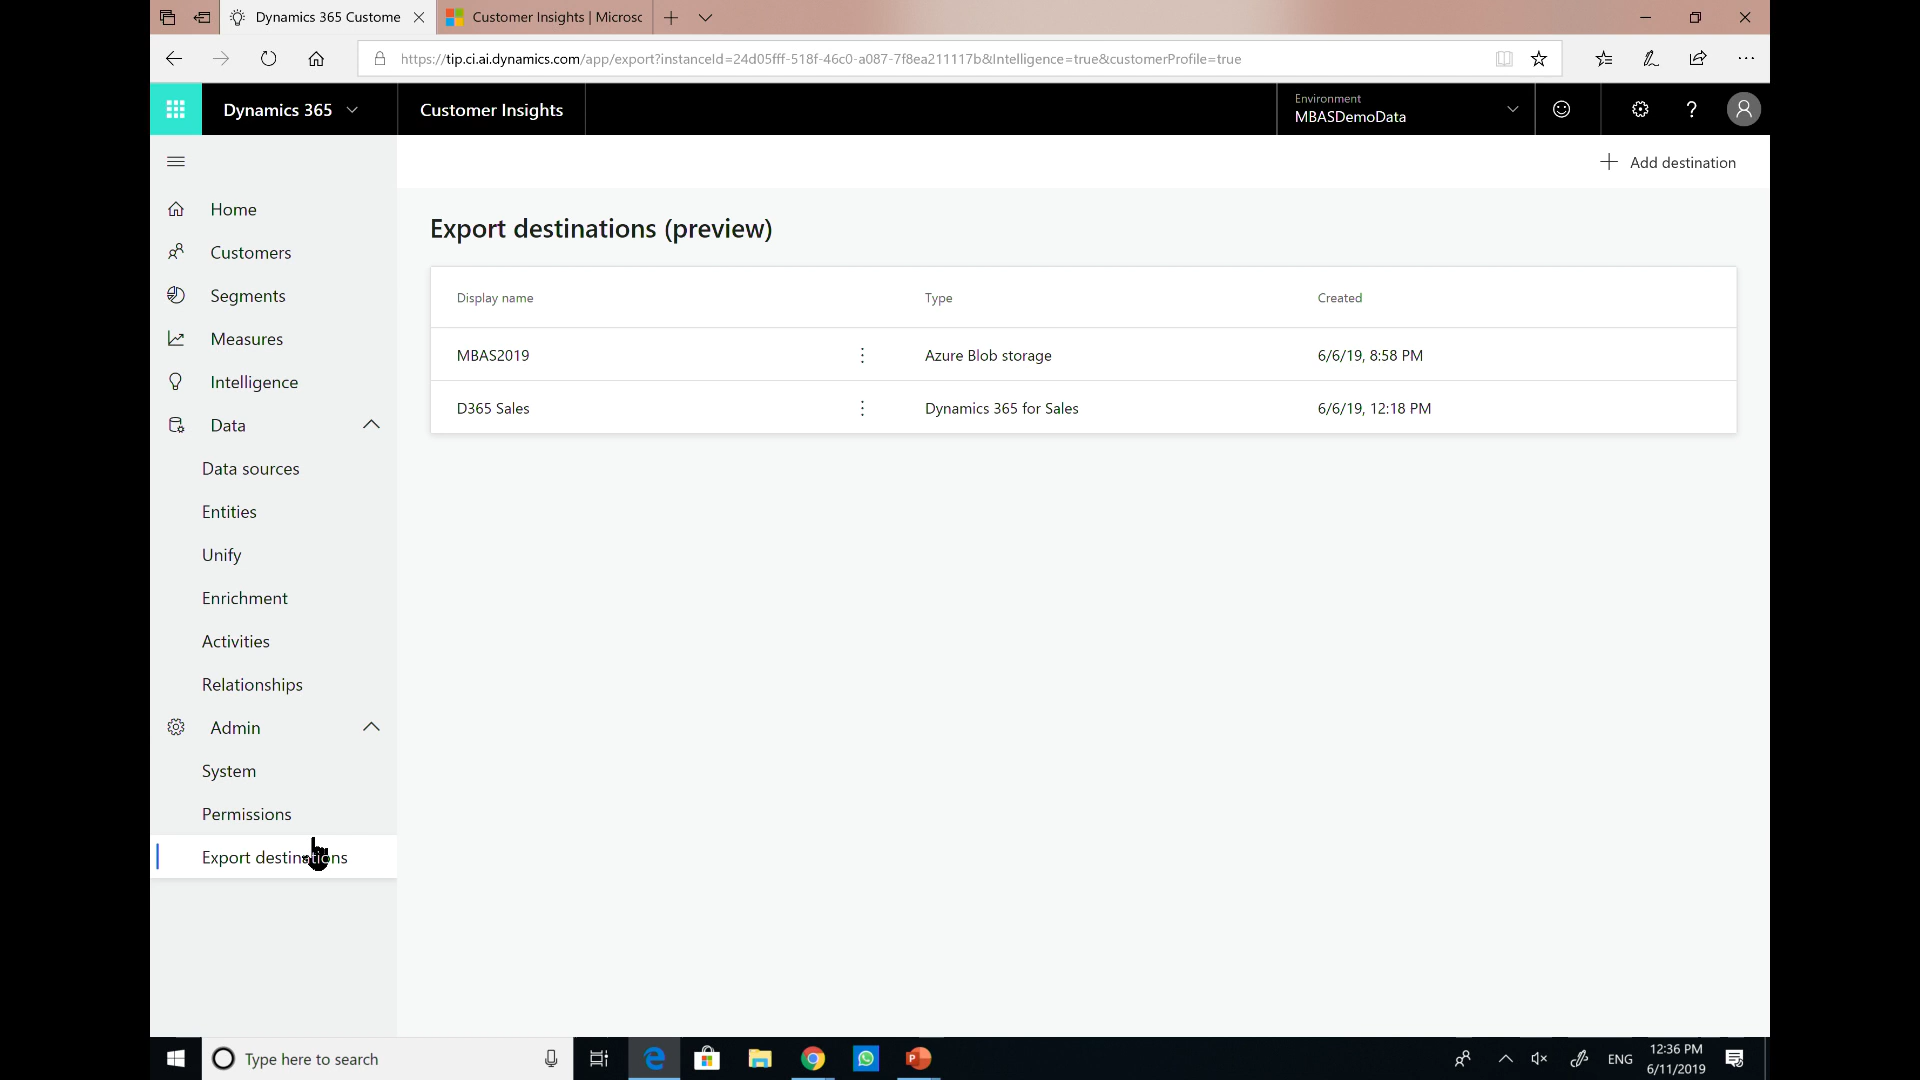 Dynamics 365 Custome
Customer Insights | Microsc
https://tip.ci.ai.dynamics.com/app/export?instanceId=24d05fff-518f-46c0-a087-7f8ea211117b&Intelligence=true&customerProfile=true
Dynamics 365
Customer Insights
Environment
MBASDemoData
?
Add destination
Home
Customers
Segments
Measures
Intelligence
Data
Data sources
Entities
Unify
Enrichment
Activities
Relationships
Admin
System
Permissions
Export destinations
Export destinations (preview)
Display name Type Created
MBAS2019 Azure Blob storage 6/6/19, 8:58 PM
D365 Sales Dynamics 365 for Sales 6/6/19, 12:18 PM
Type here to search
ENG
12:36 PM
6/11/2019